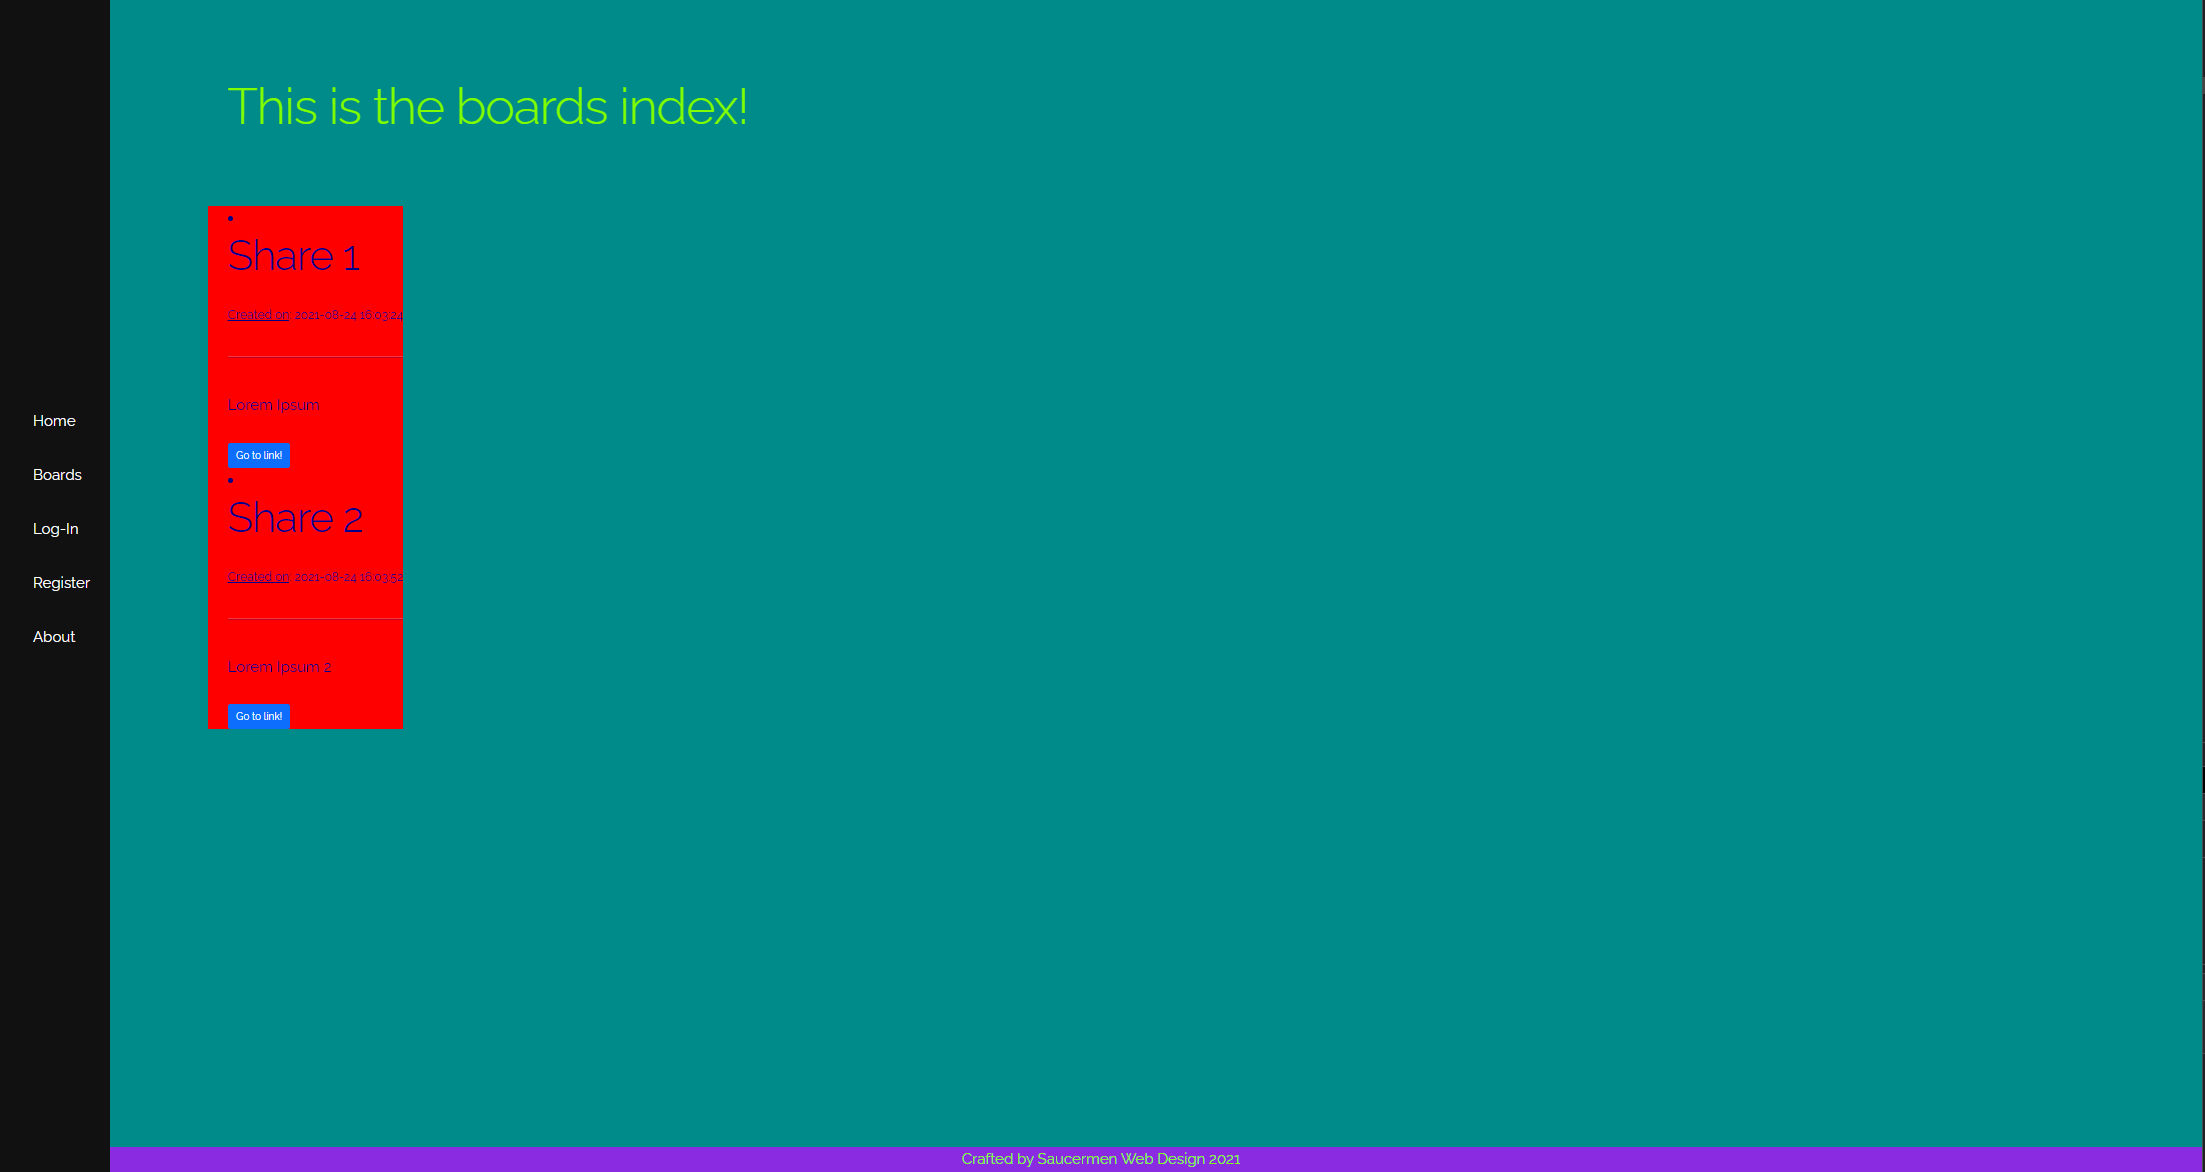 This is the boards index!
Share 1
Created on: 2021-08-24 16:03:24
Lorem Ipsum
Go to link!
Share 2
Created on: 2021-08-24 16:03:52
Lorem Ipsum 2
Go to link!
Home
Boards
Log-In
Register
About
Crafted by Saucermen Web Design 2021